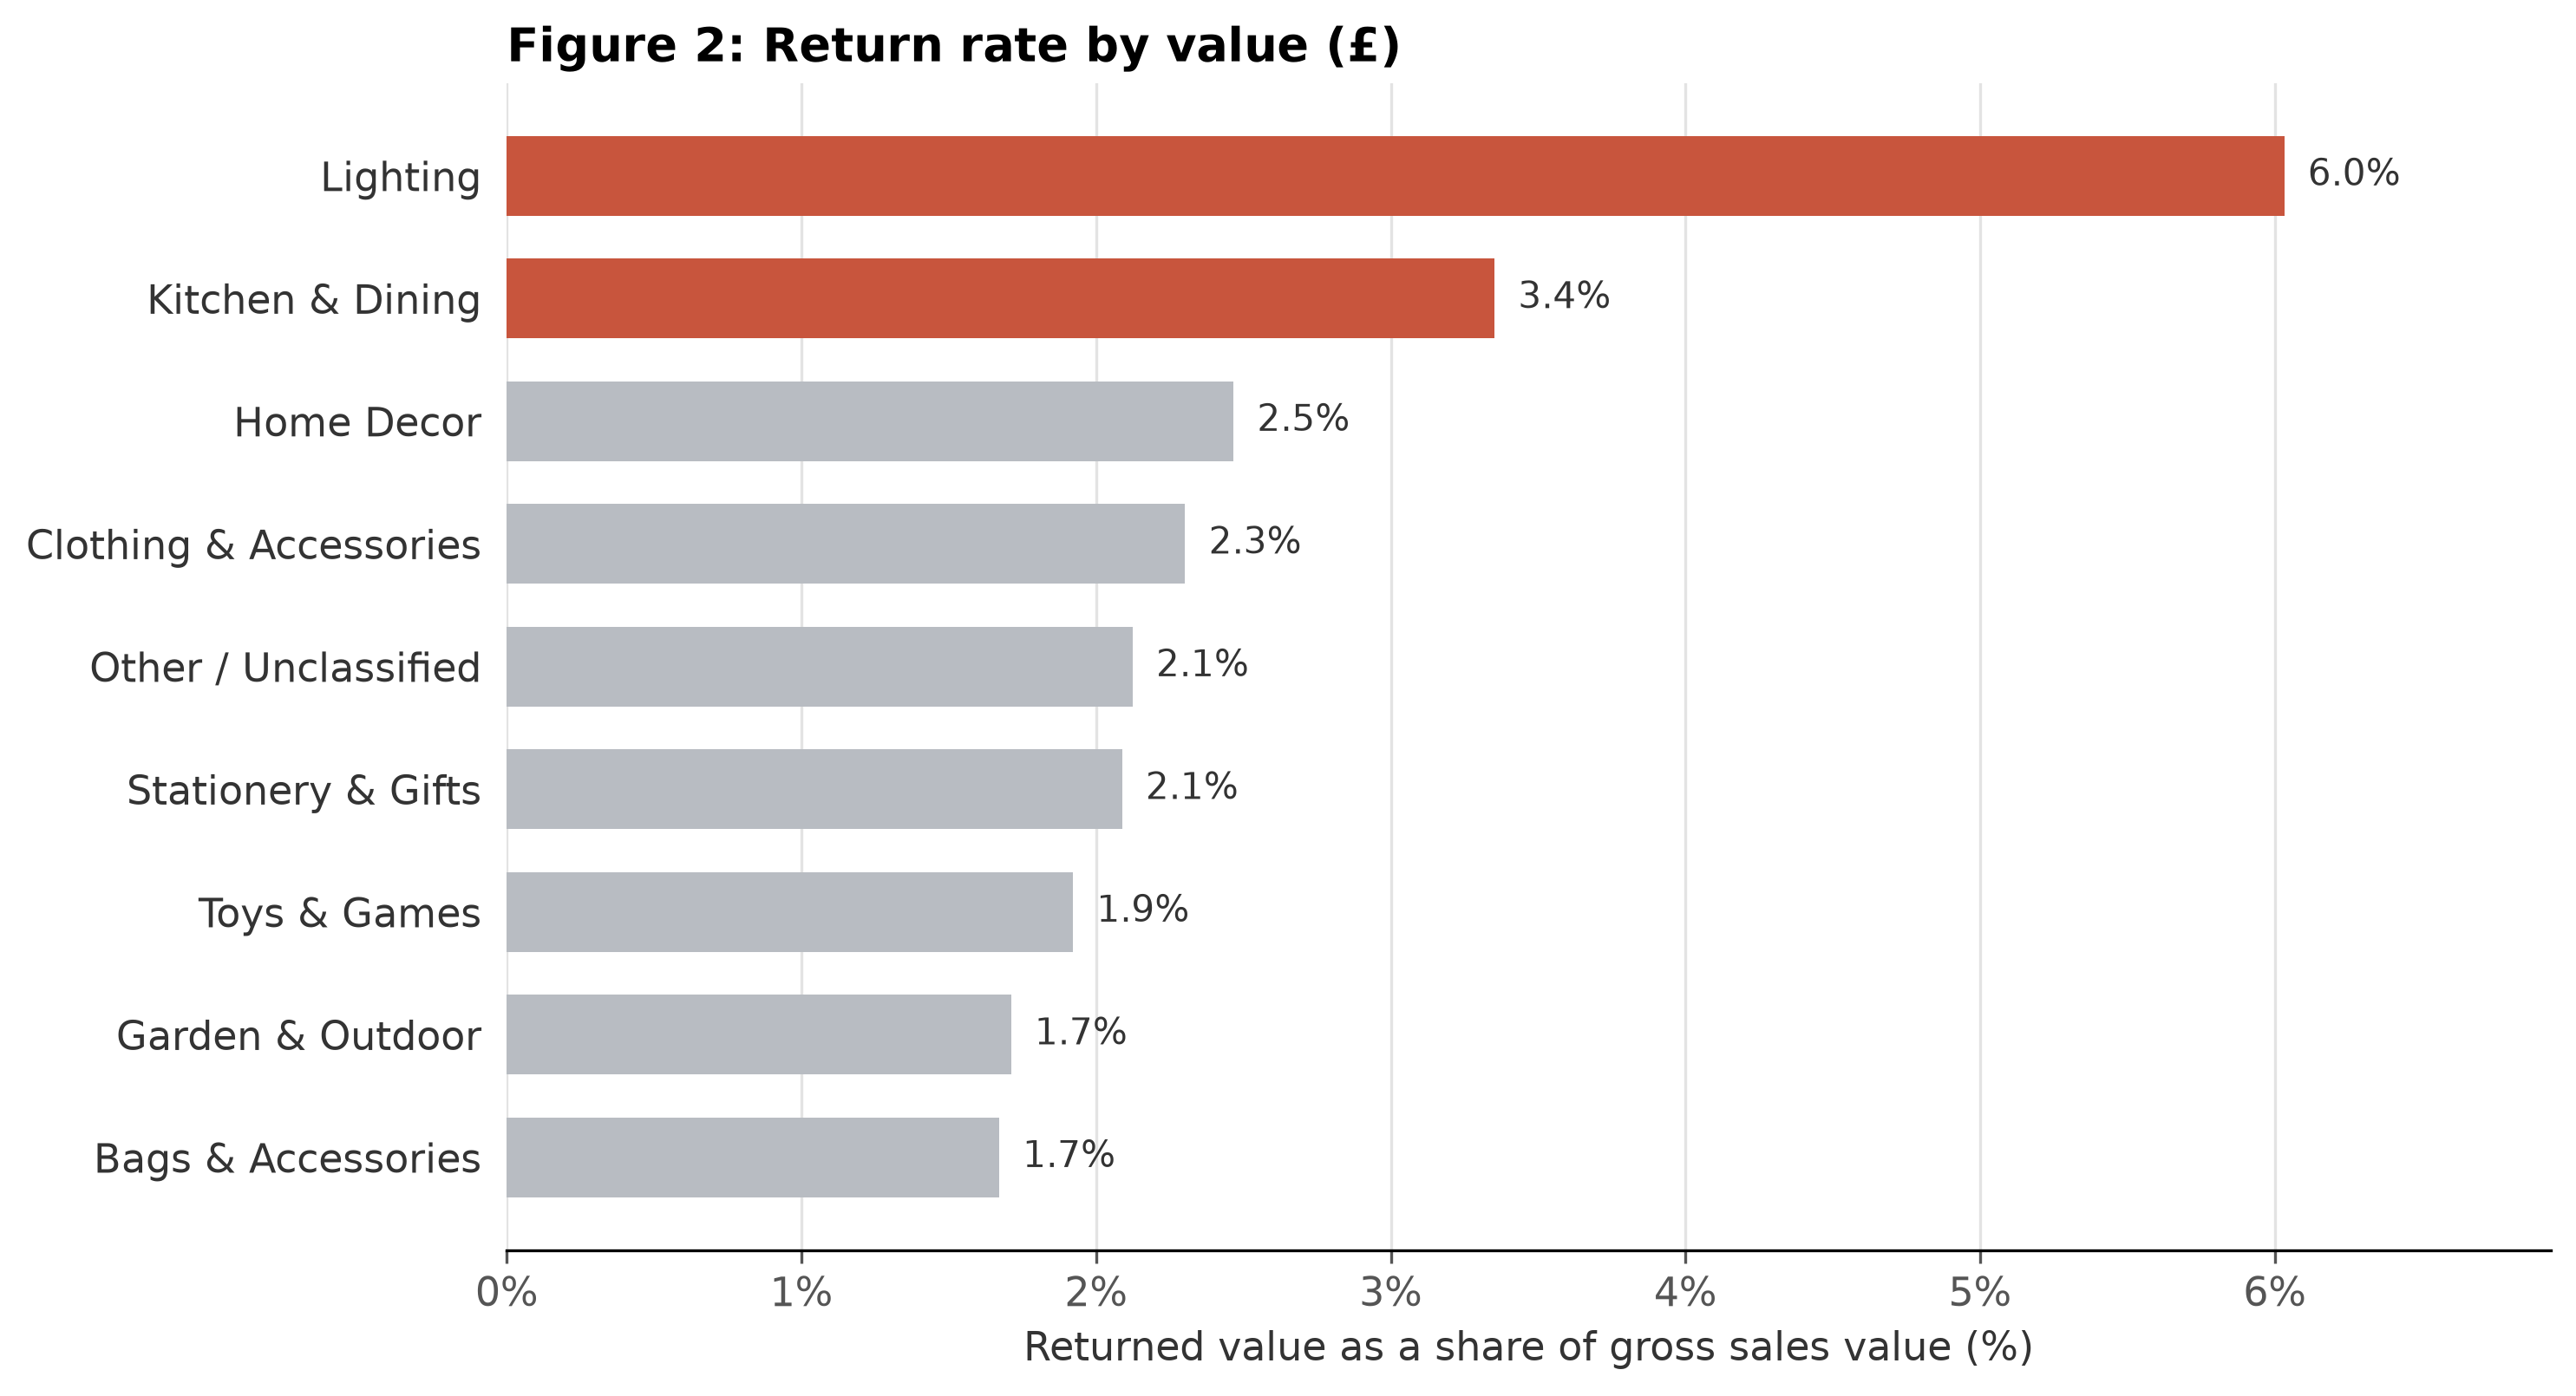 Figure 2: Return rate by value (£)
Lighting 6.0%
Kitchen & Dining 3.4%
Home Decor 2.5%
Clothing & Accessories 2.3%
Other / Unclassified 2.1%
Stationery & Gifts 2.1%
Toys & Games 1.9%
Garden & Outdoor 1.7%
Bags & Accessories 1.7%
0% 1% 2% 3% 4% 5% 6%
Returned value as a share of gross sales value (%)